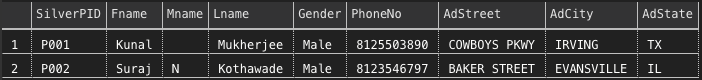 SilverPID Fname Mname Lname Gender PhoneNo AdStreet AdCity AdState
1 P001 Kunal Mukherjee Male 8125503890 COWBOYS PKWY IRVING TX
2 P002 Suraj N Kothawade Male 8123546797 BAKER STREET EVANSVILLE IL